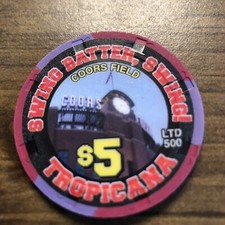 SWING BATTER, SWING!
COORS FIELD
COORS
$5
LTD
500
TROPICANA